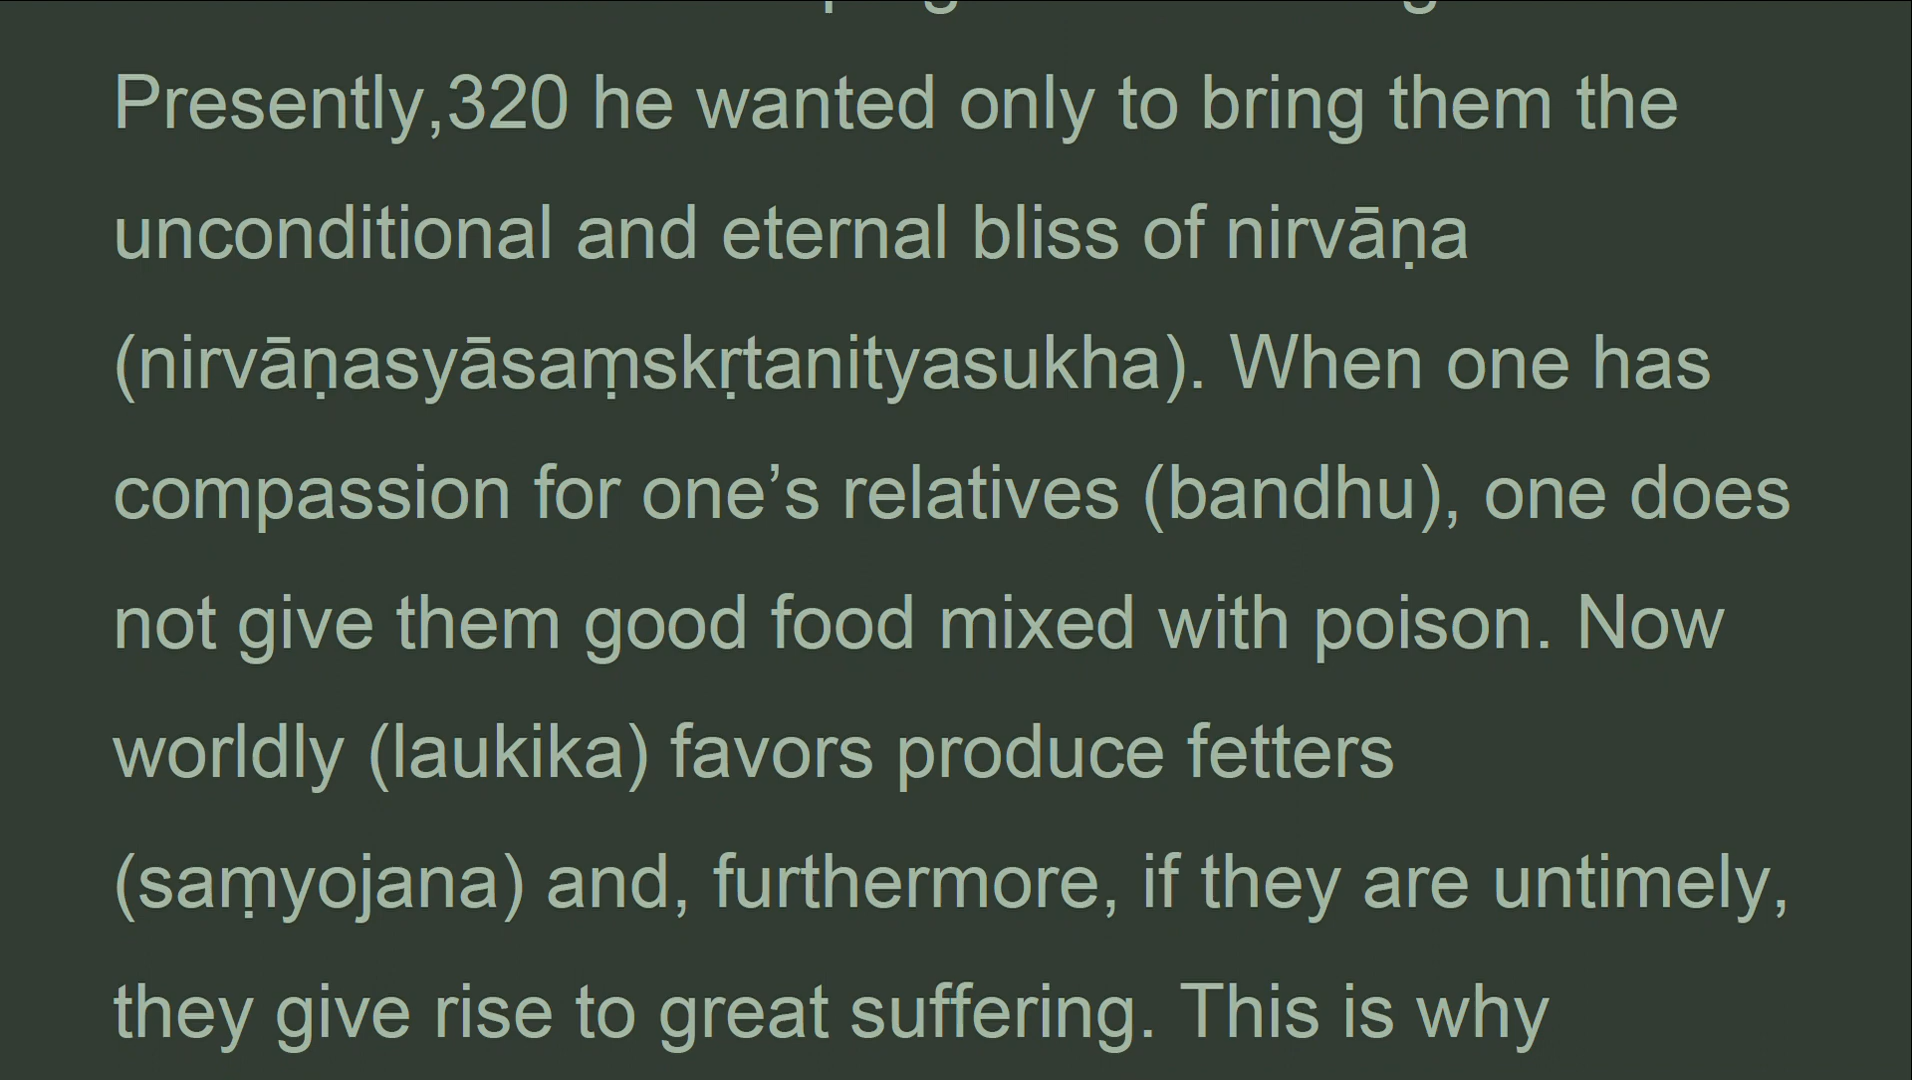 Presently,320 he wanted only to bring them the
unconditional and eternal bliss of nirvāṇa
(nirvāṇasyāsaṃskṛtanityasukha). When one has
compassion for one’s relatives (bandhu), one does
not give them good food mixed with poison. Now
worldly (laukika) favors produce fetters
(saṃyojana) and, furthermore, if they are untimely,
they give rise to great suffering. This is why